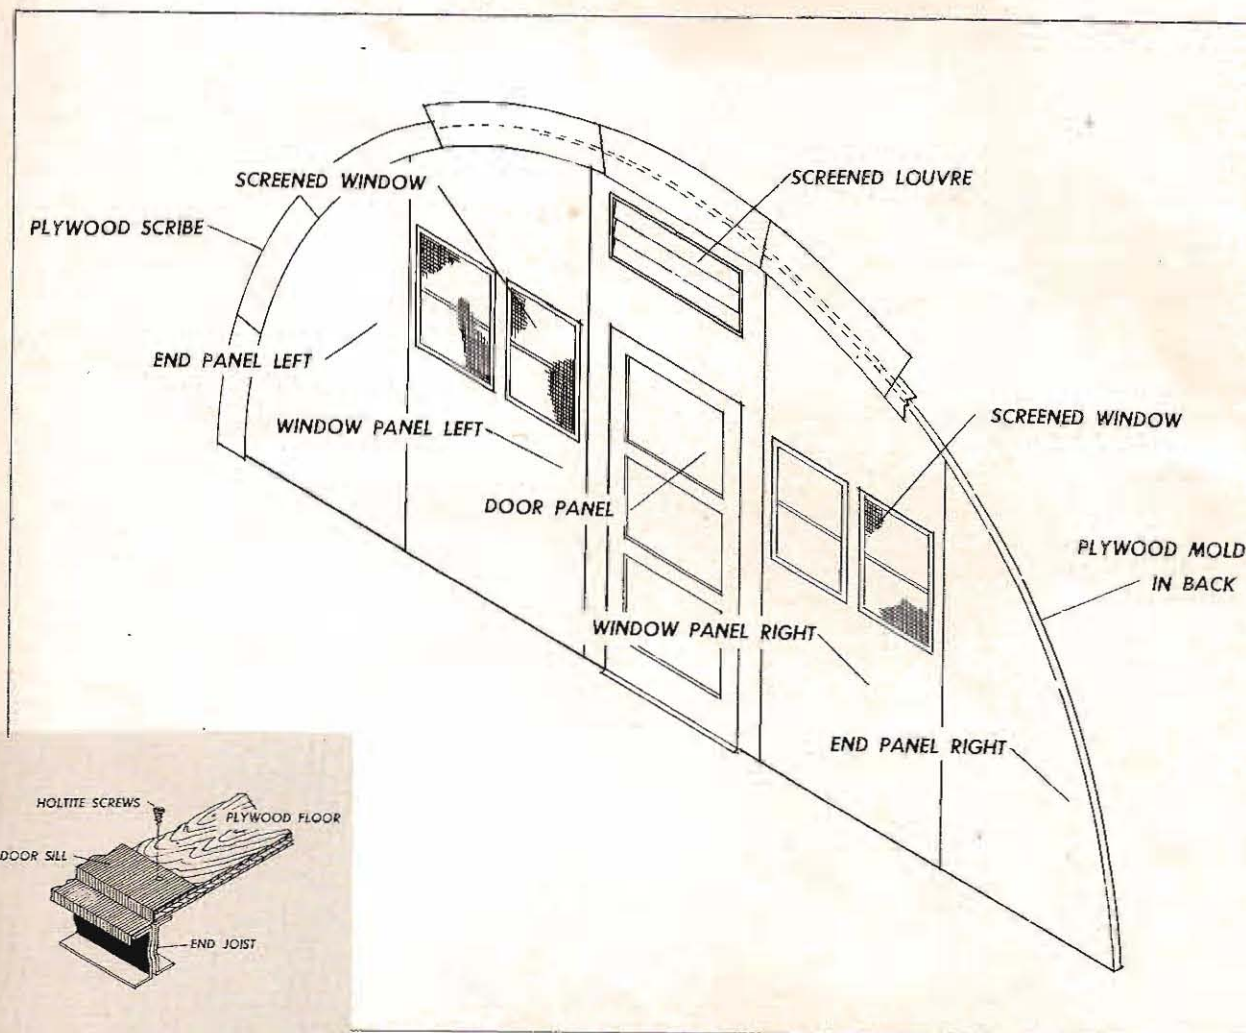 SCREENED WINDOW
SCREENED LOUVRE
PLYWOOD SCRIBE
END PANEL LEFT
WINDOW PANEL LEFT
SCREENED WINDOW
DOOR PANEL
PLYWOOD MOLD
IN BACK
WINDOW PANEL RIGHT
END PANEL RIGHT
HOLTITE SCREWS
PLYWOOD FLOOR
DOOR SILL
END JOIST